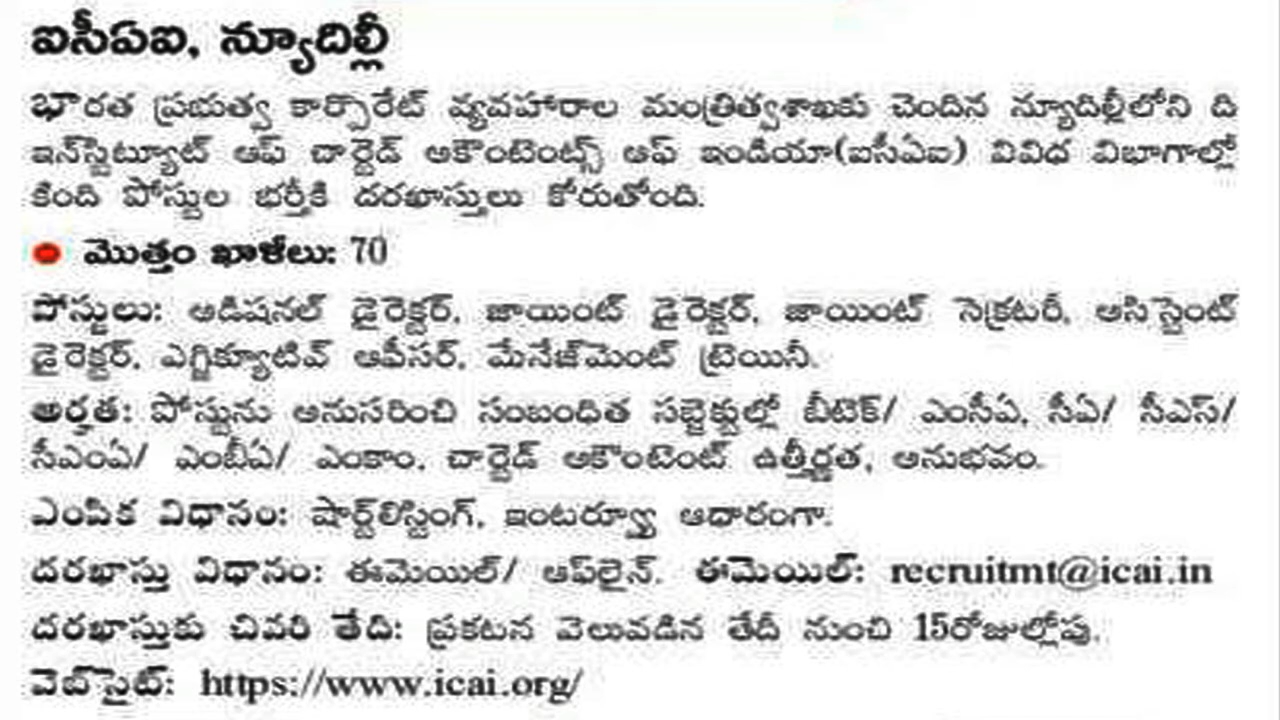 ఐసీఏఐ, న్యూదిల్లీ
భారత ప్రభుత్వ కార్పొరేట్ వ్యవహారాల మంత్రిత్వశాఖకు చెందిన న్యూదిల్లీలోని ది
ఇన్‌స్టిట్యూట్ ఆఫ్ చార్టెడ్ అకౌంటెంట్స్ ఆఫ్ ఇండియా(ఐసీఏఐ) వివిధ విభాగాల్లో
కింది పోస్టుల భర్తీకి దరఖాస్తులు కోరుతోంది.
● మొత్తం ఖాళీలు: 70
పోస్టులు: అడిషనల్ డైరెక్టర్, జాయింట్ డైరెక్టర్, జాయింట్ సెక్రటరీ, అసిస్టెంట్
డైరెక్టర్, ఎగ్జిక్యూటివ్ ఆఫీసర్, మేనేజ్‌మెంట్ ట్రెయినీ.
అర్హత: పోస్టును అనుసరించి సంబంధిత సబ్జెక్టుల్లో బీటెక్/ ఎంసీఏ, సీఏ/ సీఎస్/
సీఎంఏ/ ఎంబీఏ/ ఎంకాం, చార్టెడ్ అకౌంటెంట్ ఉత్తీర్ణత, అనుభవం.
ఎంపిక విధానం: షార్ట్‌లిస్టింగ్, ఇంటర్వ్యూ ఆధారంగా.
దరఖాస్తు విధానం: ఈమెయిల్/ ఆఫ్‌లైన్. ఈమెయిల్: recruitmt@icai.in
దరఖాస్తుకు చివరి తేది: ప్రకటన వెలువడిన తేదీ నుంచి 15రోజుల్లోపు.
వెబ్‌సైట్: https://www.icai.org/